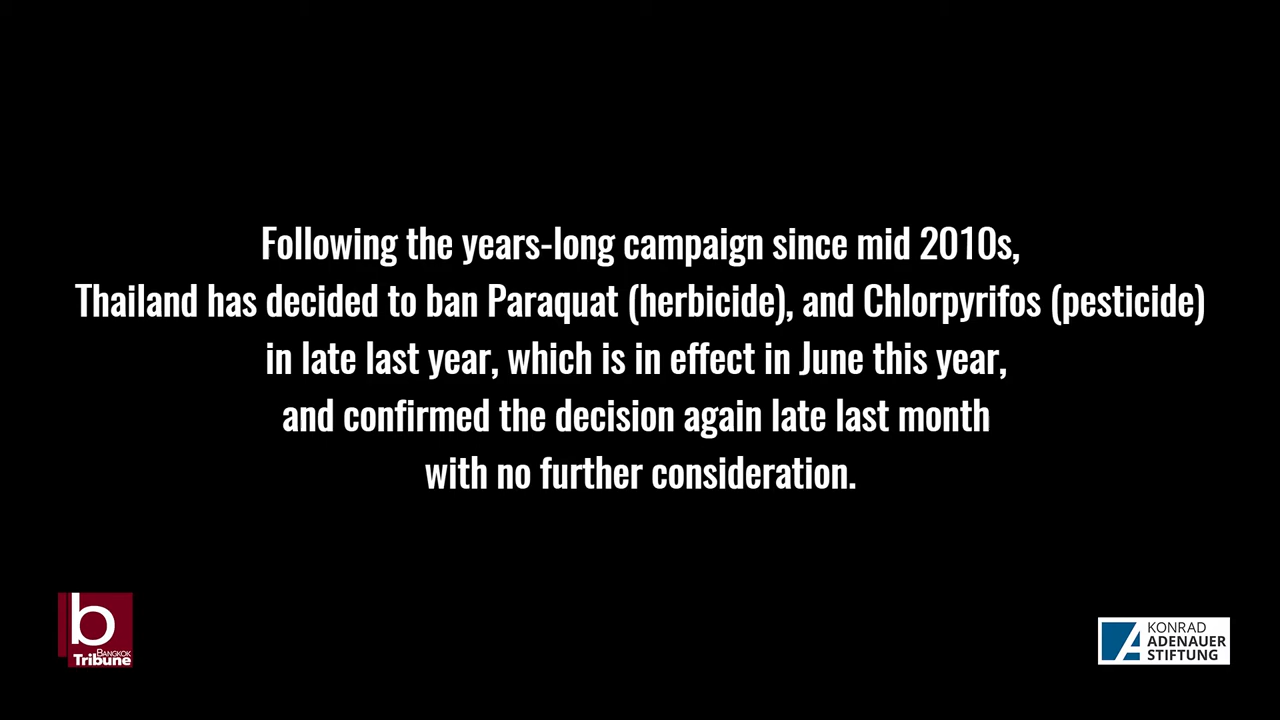 Following the years-long campaign since mid 2010s,
Thailand has decided to ban Paraquat (herbicide), and Chlorpyrifos (pesticide)
in late last year, which is in effect in June this year,
and confirmed the decision again late last month
with no further consideration.
b
BANGKOK
Tribune
KONRAD
ADENAUER
STIFTUNG